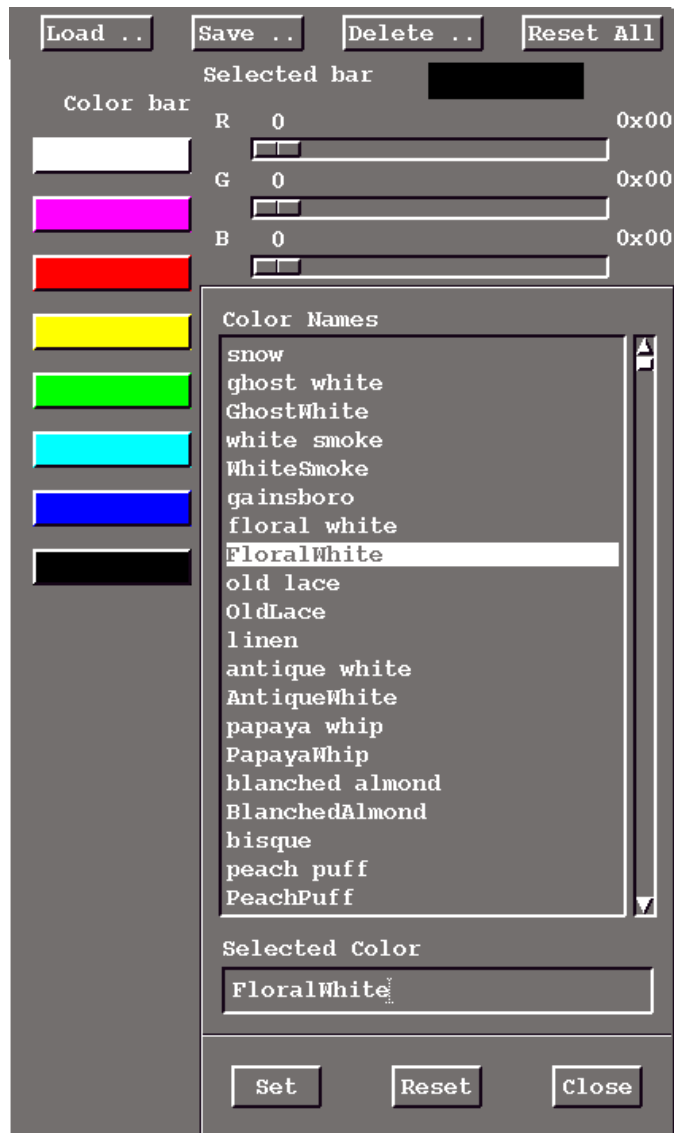 Load .. Save .. Delete .. Reset All
Selected bar
Color bar
R 0 0x00
G 0 0x00
B 0 0x00
Color Names
snow
ghost white
GhostWhite
white smoke
WhiteSmoke
gainsboro
floral white
FloralWhite
old lace
OldLace
linen
antique white
AntiqueWhite
papaya whip
PapayaWhip
blanched almond
BlanchedAlmond
bisque
peach puff
PeachPuff
Selected Color
FloralWhite
Set Reset Close